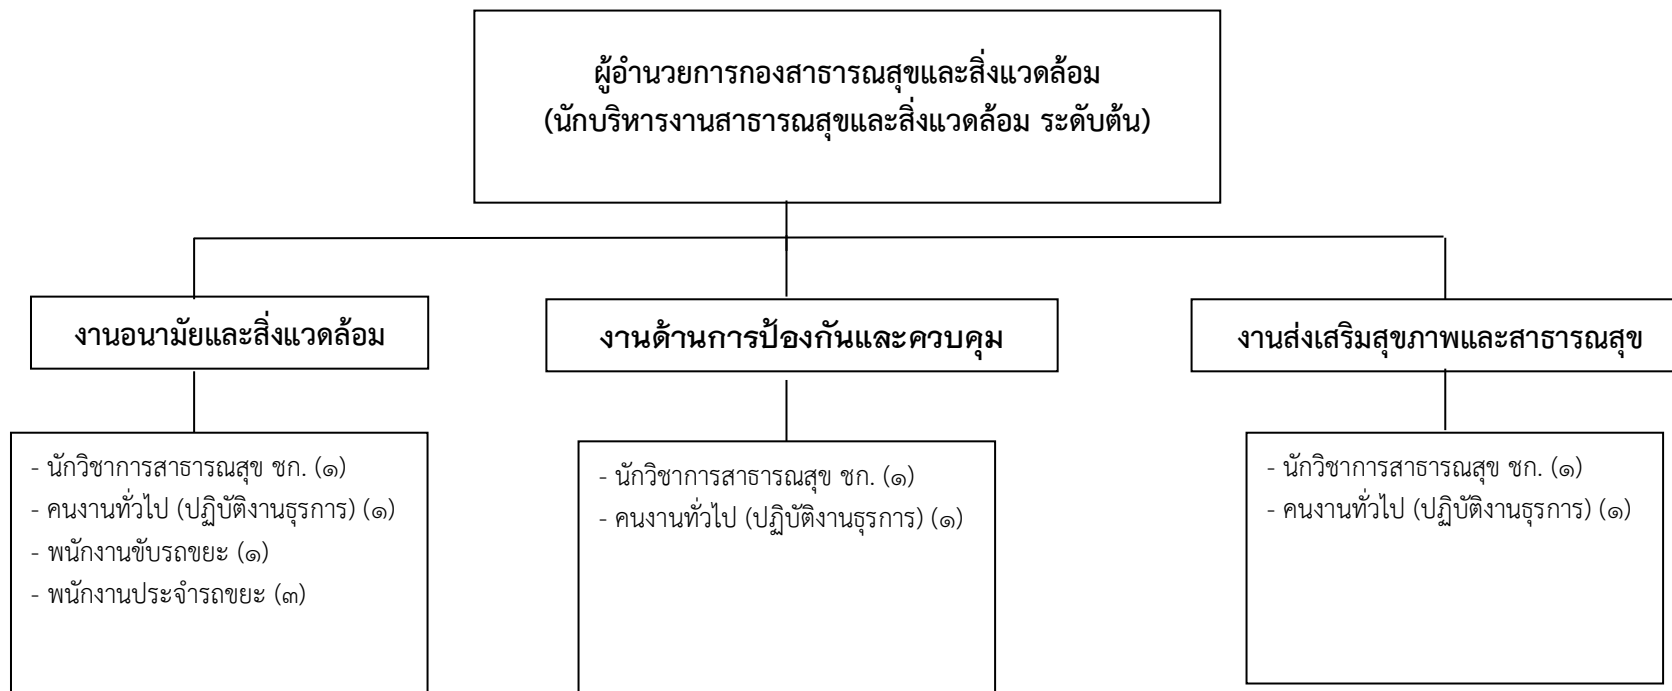 ผู้อำนวยการกองสาธารณสุขและสิ่งแวดล้อม
(นักบริหารงานสาธารณสุขและสิ่งแวดล้อม ระดับต้น)
งานอนามัยและสิ่งแวดล้อม
งานด้านการป้องกันและควบคุม
งานส่งเสริมสุขภาพและสาธารณสุข
- นักวิชาการสาธารณสุข ชก. (๑)
- คนงานทั่วไป (ปฏิบัติงานธุรการ) (๑)
- พนักงานขับรถขยะ (๑)
- พนักงานประจำรถขยะ (๓)
- นักวิชาการสาธารณสุข ชก. (๑)
- คนงานทั่วไป (ปฏิบัติงานธุรการ) (๑)
- นักวิชาการสาธารณสุข ชก. (๑)
- คนงานทั่วไป (ปฏิบัติงานธุรการ) (๑)